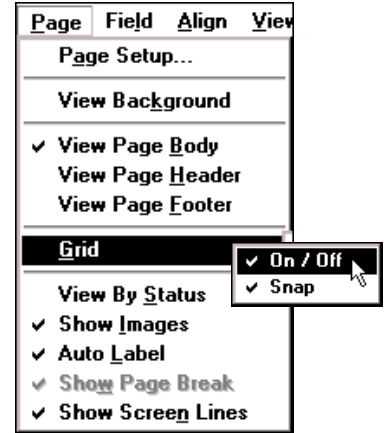 Page Field Align View
Page Setup...
View Background
✓ View Page Body
View Page Header
View Page Footer
Grid
✓ On / Off
✓ Snap
View By Status
✓ Show Images
✓ Auto Label
✓ Show Page Break
✓ Show Screen Lines